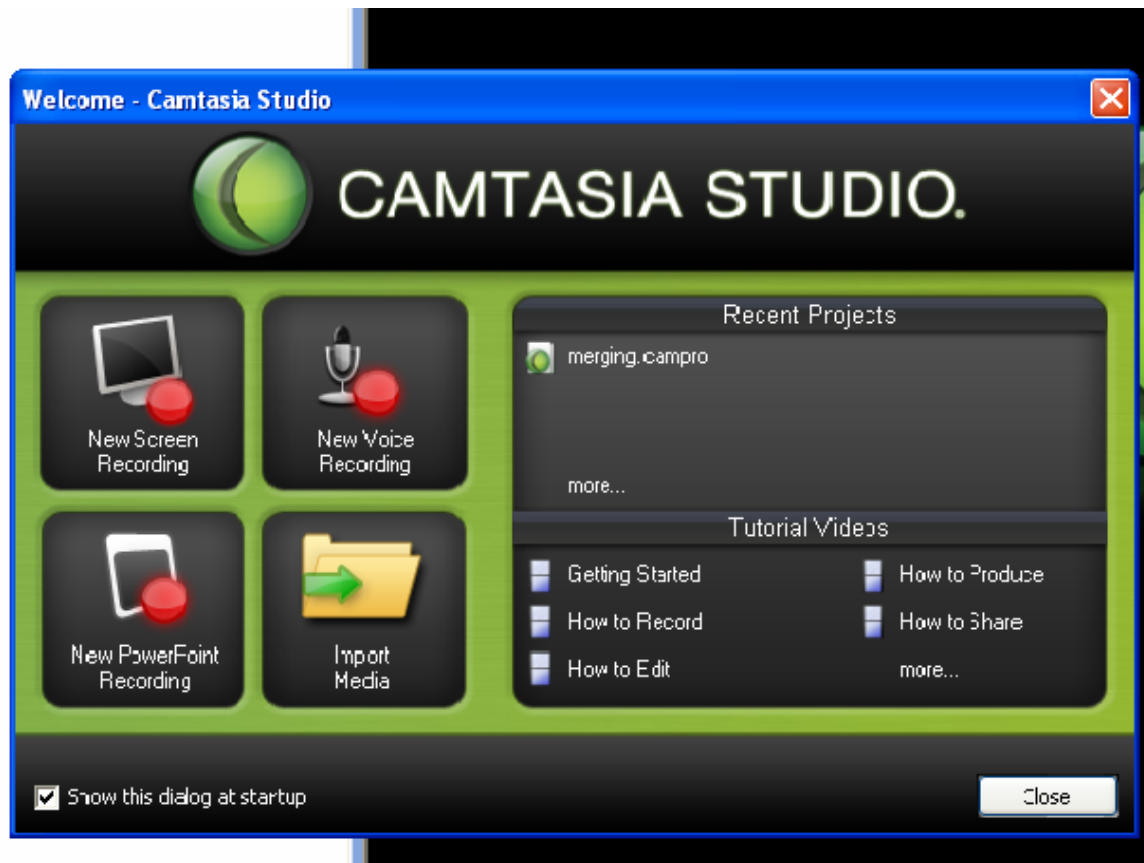 Welcome - Camtasia Studio
CAMTASIA STUDIO.
New Screen
Recording
New Voice
Recording
New PowerPoint
Recording
Import
Media
Recent Projects
merging.campro
more...
Tutorial Videos
Getting Started
How to Record
How to Edit
How to Produce
How to Share
more...
Show this dialog at startup
Close